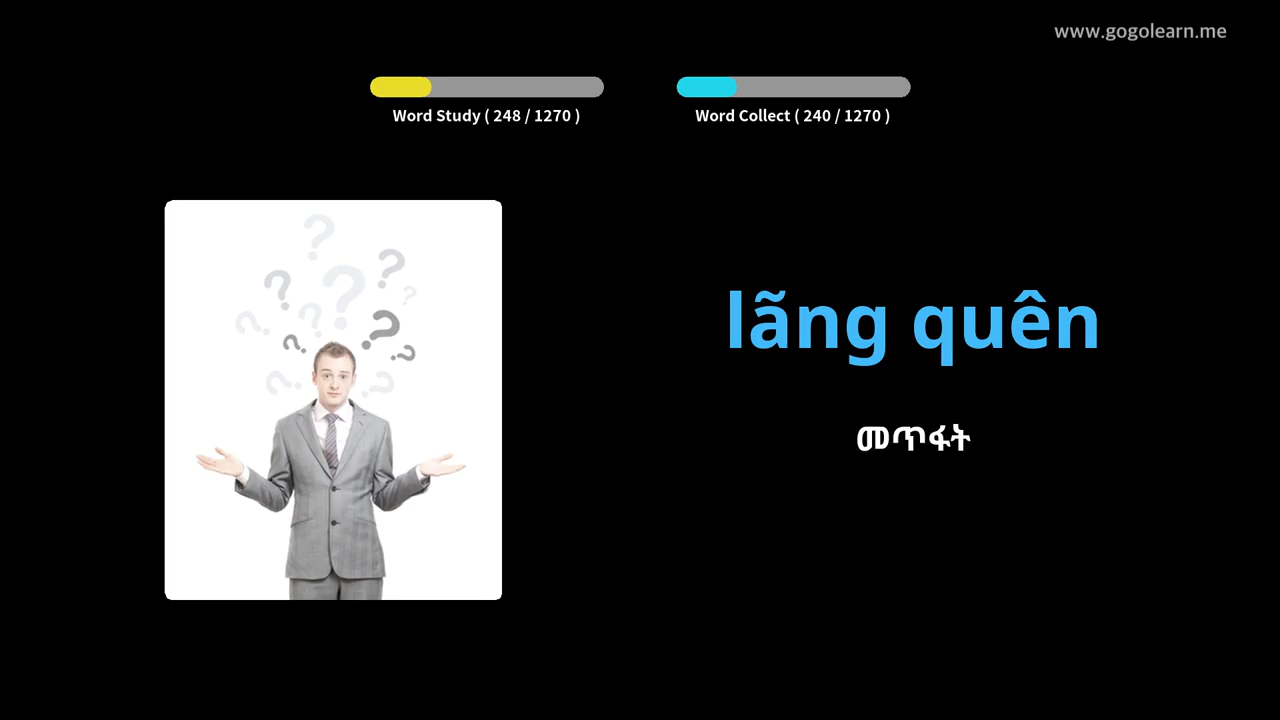 www.gogolearn.me
Word Study ( 248 / 1270 )
Word Collect ( 240 / 1270 )
lãng quên
መጥፋት